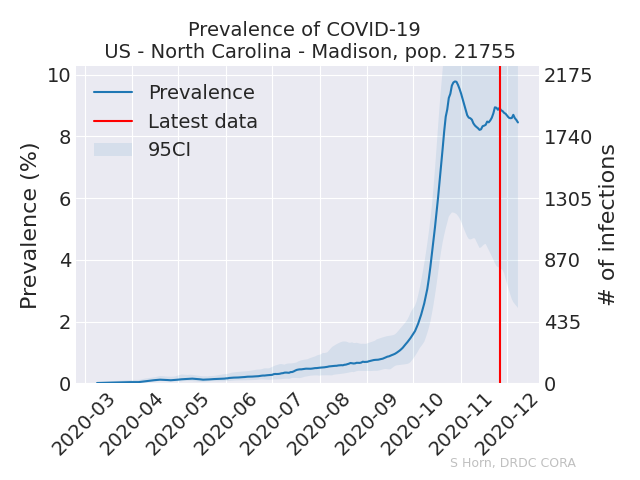 Prevalence of COVID-19
US - North Carolina - Madison, pop. 21755
Prevalence (%)
10
8
6
4
2
0
Prevalence
Latest data
95CI
2175
1740
1305
870
435
0
# of infections
2020-03
2020-04
2020-05
2020-06
2020-07
2020-08
2020-09
2020-10
2020-11
2020-12
S Horn, DRDC CORA